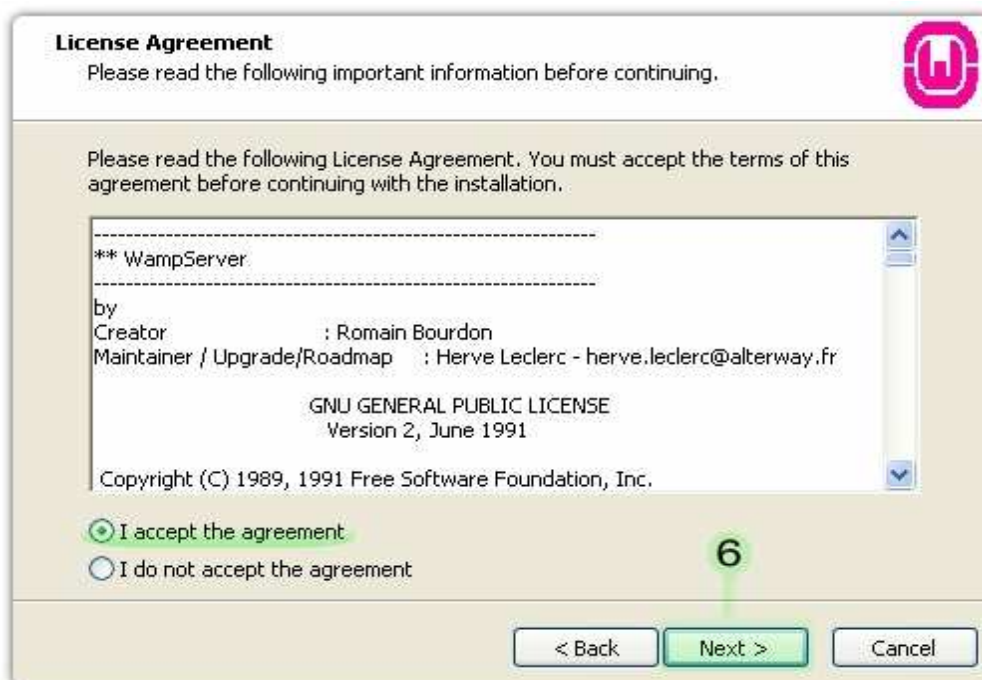 License Agreement
Please read the following important information before continuing.
Please read the following License Agreement. You must accept the terms of this
agreement before continuing with the installation.
----------------------------------------------------------------
** WampServer
----------------------------------------------------------------
by
Creator : Romain Bourdon
Maintainer / Upgrade/Roadmap : Herve Leclerc - herve.leclerc@alterway.fr
GNU GENERAL PUBLIC LICENSE
Version 2, June 1991
Copyright (C) 1989, 1991 Free Software Foundation, Inc.
I accept the agreement
I do not accept the agreement
6
< Back Next > Cancel